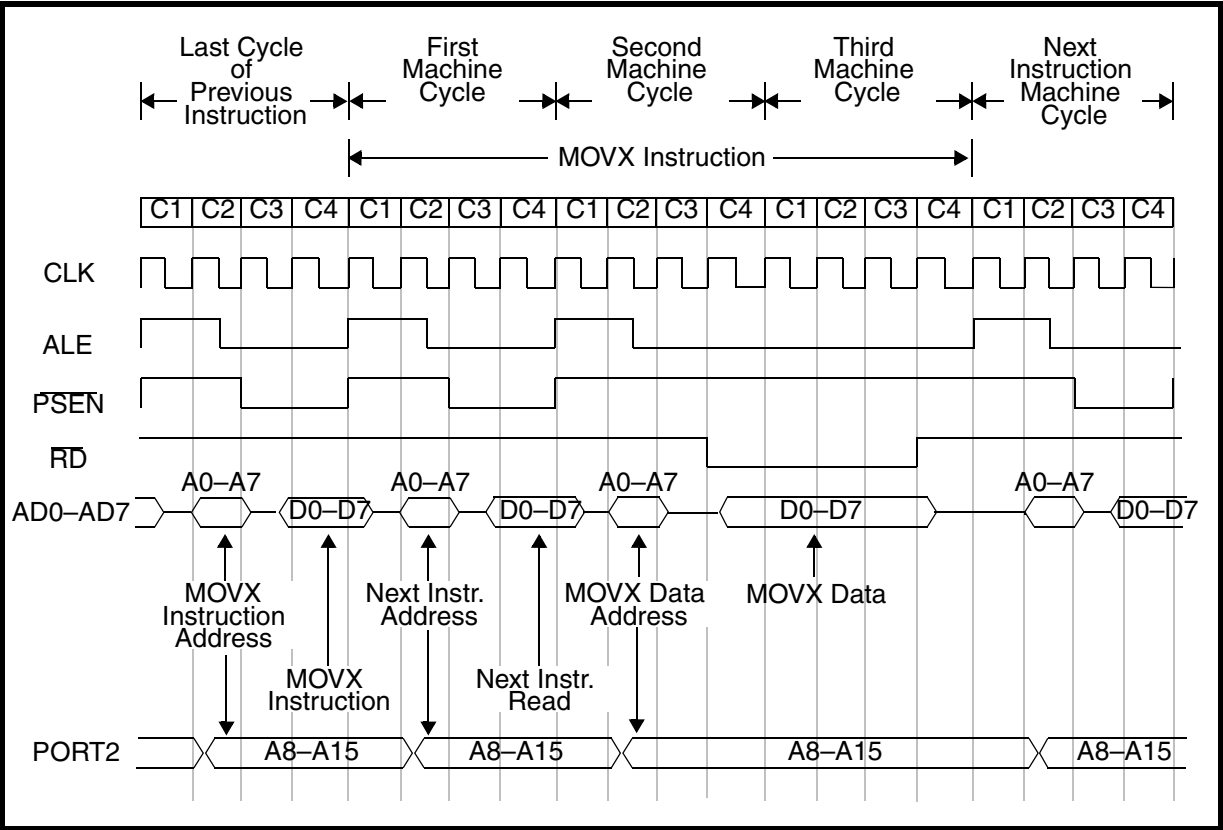 Last Cycle
of
Previous
Instruction
First
Machine
Cycle
Second
Machine
Cycle
Third
Machine
Cycle
Next
Instruction
Machine
Cycle
MOVX Instruction
C1 C2 C3 C4 C1 C2 C3 C4 C1 C2 C3 C4 C1 C2 C3 C4 C1 C2 C3 C4
CLK
ALE
PSEN
RD
A0–A7 A0–A7 A0–A7 A0–A7
AD0–AD7 D0–D7 D0–D7 D0–D7 D0–D7
MOVX
Instruction
Address
Next Instr.
Address
MOVX Data
Address
MOVX Data
MOVX
Instruction
Next Instr.
Read
PORT2 A8–A15 A8–A15 A8–A15 A8–A15